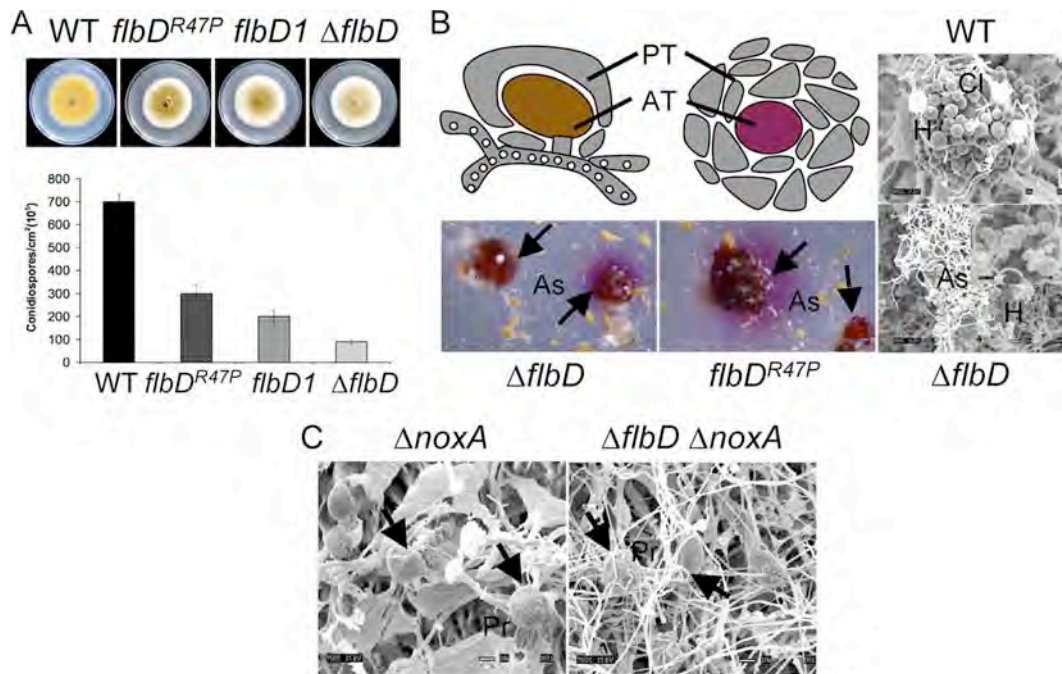 A
WT flbD^R47P flbD1 ΔflbD
Conidiospores/cm²(10⁵)
800
700
600
500
400
300
200
100
0
WT flbD^R47P flbD1 ΔflbD
B
PT
AT
As
As
ΔflbD flbD^R47P
WT
Cl
H
As
H
ΔflbD
C
ΔnoxA ΔflbD ΔnoxA
Pr
Pr